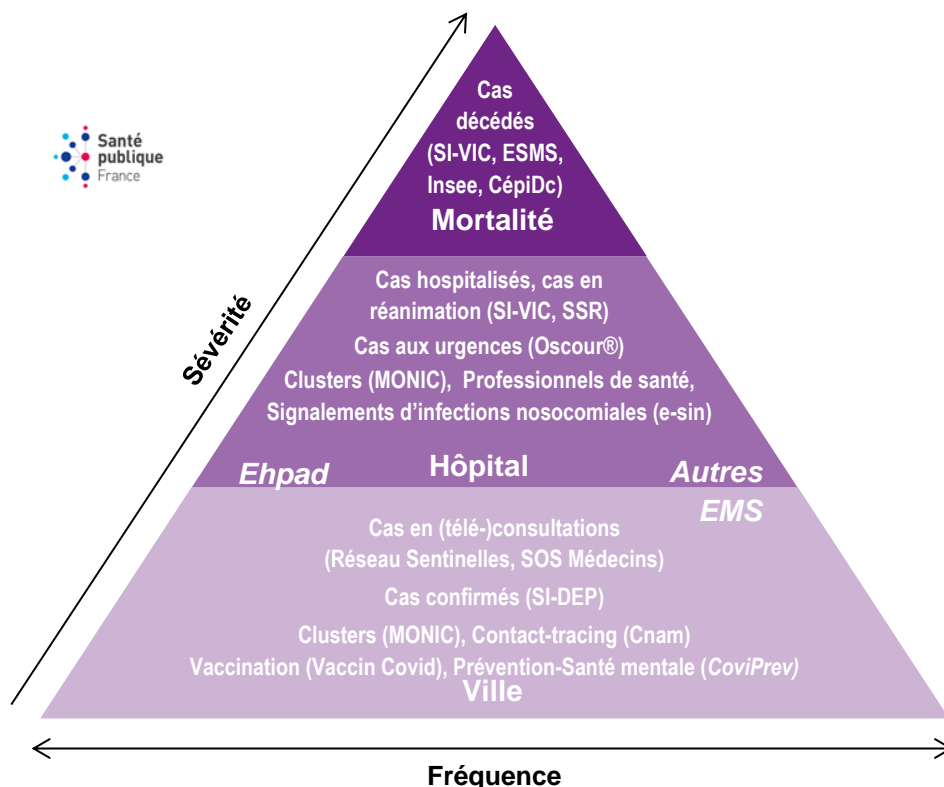 Santé
publique
France
Cas
décédés
(SI-VIC, ESMS,
Insee, CépiDc)
Mortalité
Sévérité
Cas hospitalisés, cas en
réanimation (SI-VIC, SSR)
Cas aux urgences (Oscour®)
Clusters (MONIC), Professionnels de santé,
Signalements d’infections nosocomiales (e-sin)
Ehpad
Hôpital
Autres
EMS
Cas en (télé-)consultations
(Réseau Sentinelles, SOS Médecins)
Cas confirmés (SI-DEP)
Clusters (MONIC), Contact-tracing (Cnam)
Vaccination (Vaccin Covid), Prévention-Santé mentale (CoviPrev)
Ville
Fréquence